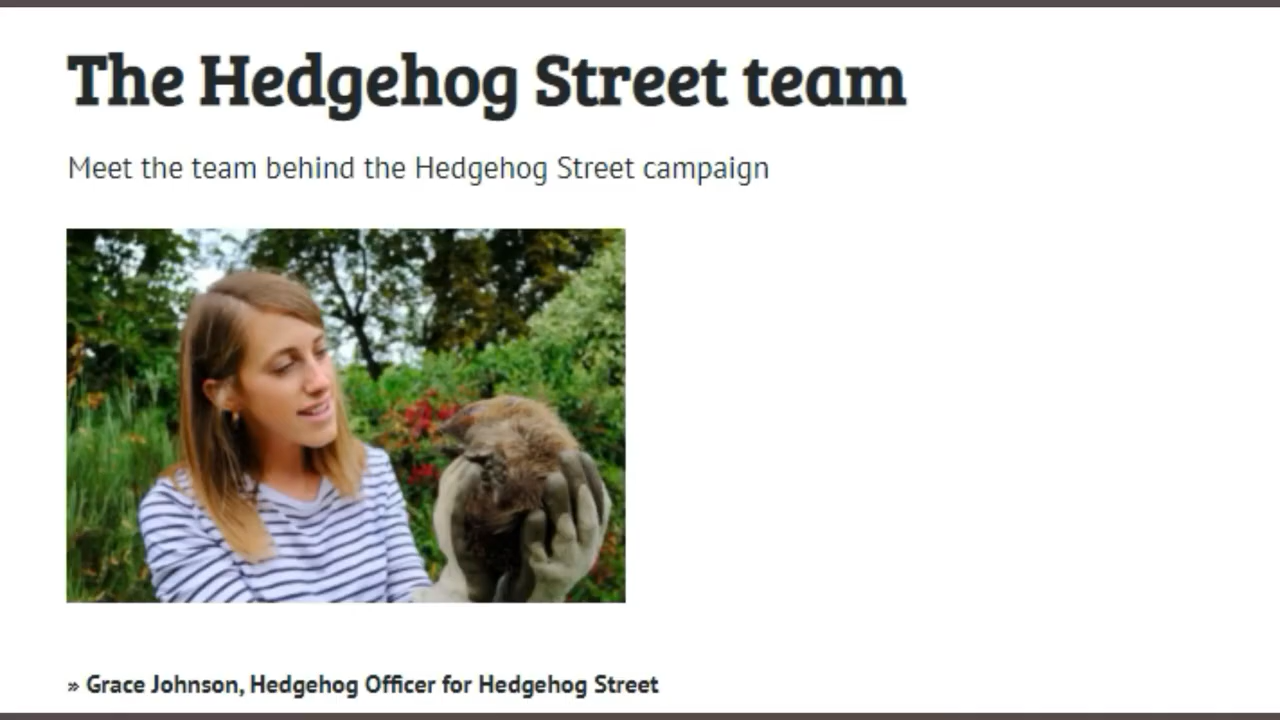 The Hedgehog Street team
Meet the team behind the Hedgehog Street campaign
» Grace Johnson, Hedgehog Officer for Hedgehog Street